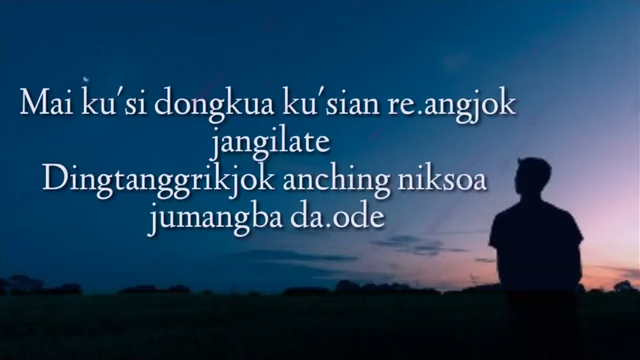 Mai ku'si dongkua ku'sian re.angjok
jangilate
Dingtanggrikjok anching niksoa
jumangba da.ode